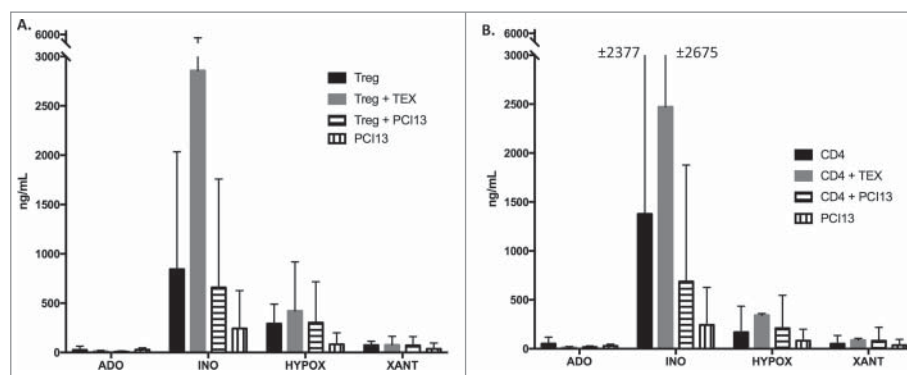 A.
6000
3000
2500
2000
1500
1000
500
0
ng/mL
Treg
Treg + TEX
Treg + PCI13
PCI13
ADO INO HYPOX XANT
B.
6000
3000
2500
2000
1500
1000
500
0
ng/mL
±2377 ±2675
CD4
CD4 + TEX
CD4 + PCI13
PCI13
ADO INO HYPOX XANT